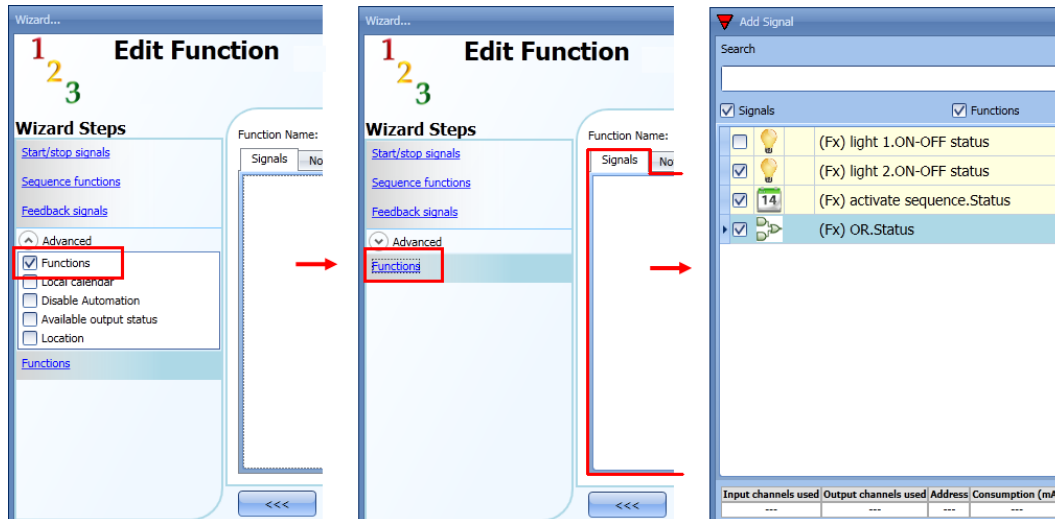 Wizard...
1 2 3
Edit Function
Wizard Steps
Start/stop signals
Sequence functions
Feedback signals
Advanced
Functions
Local calendar
Disable Automation
Available output status
Location
Functions
Function Name:
Signals No
<<<
Wizard...
1 2 3
Edit Function
Wizard Steps
Start/stop signals
Sequence functions
Feedback signals
Advanced
Functions
Function Name:
Signals No
<<<
Add Signal
Search
Signals Functions
(Fx) light 1.ON-OFF status
(Fx) light 2.ON-OFF status
14 (Fx) activate sequence.Status
(Fx) OR.Status
Input channels used Output channels used Address Consumption (mA
--- --- --- ---